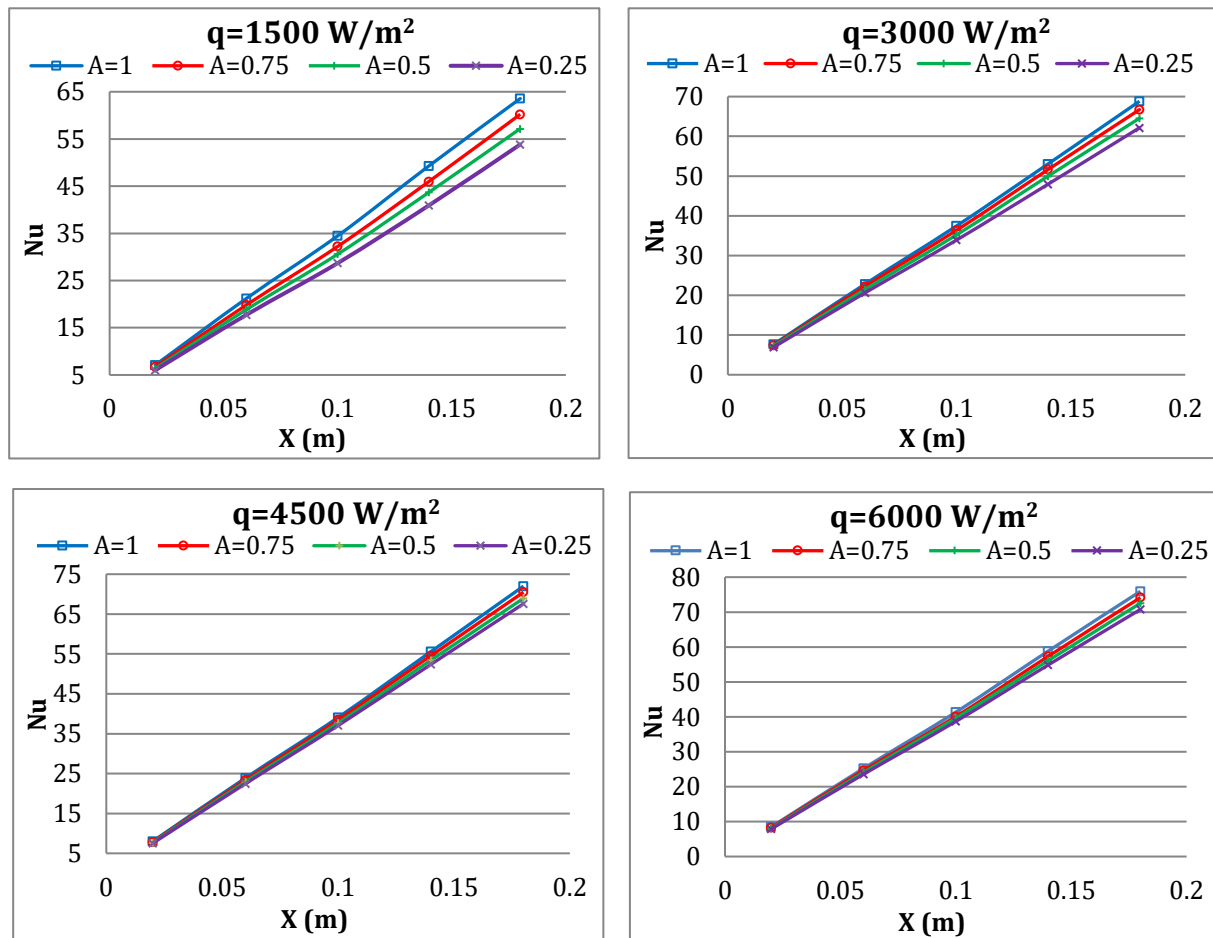 q=1500 W/m²
A=1 A=0.75 A=0.5 A=0.25
65
55
45
35
25
15
5
Nu
0 0.05 0.1 0.15 0.2
X (m)
q=3000 W/m²
A=1 A=0.75 A=0.5 A=0.25
70
60
50
40
30
20
10
0
Nu
0 0.05 0.1 0.15 0.2
X (m)
q=4500 W/m²
A=1 A=0.75 A=0.5 A=0.25
75
65
55
45
35
25
15
5
Nu
0 0.05 0.1 0.15 0.2
X (m)
q=6000 W/m²
A=1 A=0.75 A=0.5 A=0.25
80
70
60
50
40
30
20
10
0
Nu
0 0.05 0.1 0.15 0.2
X (m)